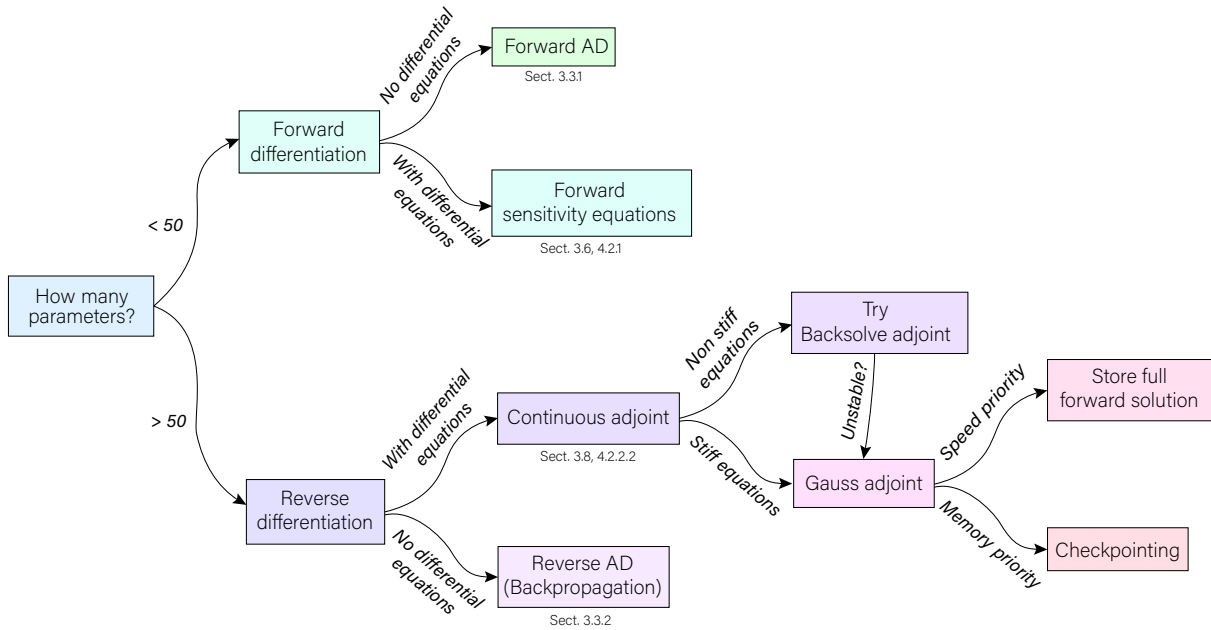 No differential
equations
Forward AD
Sect. 3.3.1
Forward
differentiation
With differential
equations
Forward
sensitivity equations
Sect. 3.6, 4.2.1
< 50
How many
parameters?
> 50
Reverse
differentiation
With differential
equations
Continuous adjoint
Sect. 3.8, 4.2.2.2
No differential
equations
Reverse AD
(Backpropagation)
Sect. 3.3.2
Non stiff
equations
Try
Backsolve adjoint
Unstable?
Stiff equations
Gauss adjoint
Speed priority
Store full
forward solution
Memory priority
Checkpointing